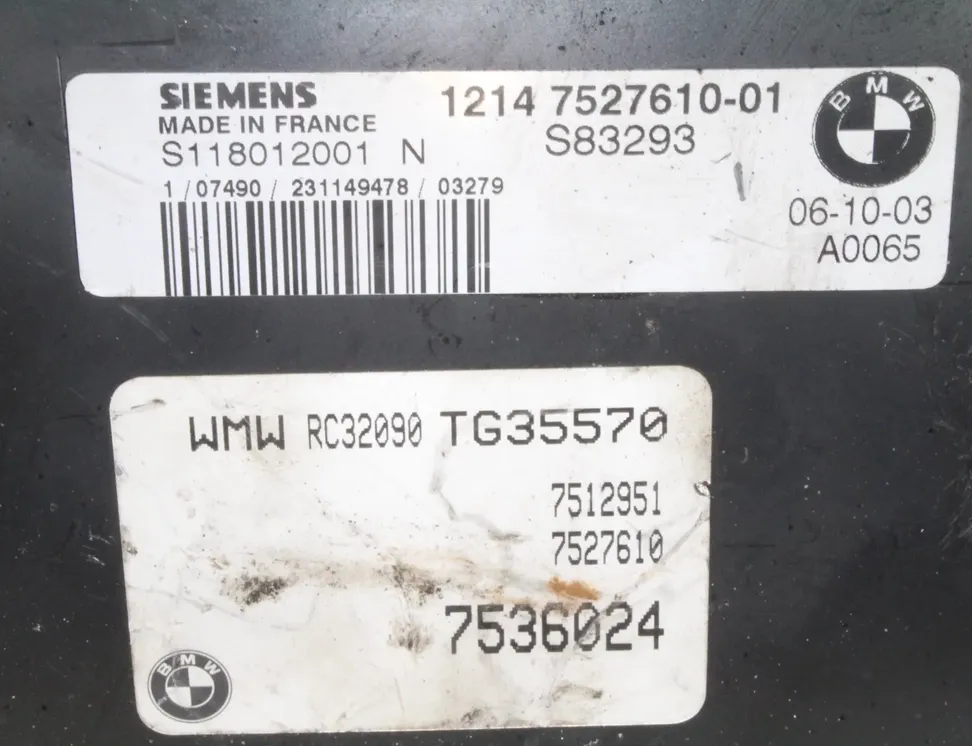 SIEMENS
MADE IN FRANCE
S118012001 N
1 / 07490 / 231149478 / 03279
1214 7527610-01
S83293
BMW
06-10-03
A0065
WMW RC32090 TG35570
7512951
7527610
7536024
BMW